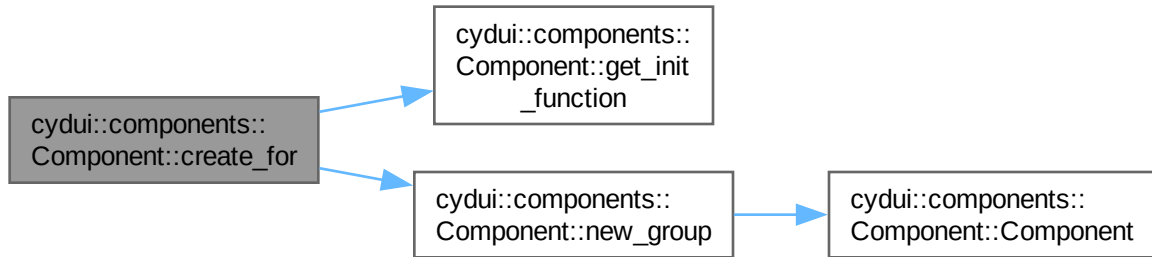 cydui::components::
Component::create_for
cydui::components::
Component::get_init
_function
cydui::components::
Component::new_group
cydui::components::
Component::Component